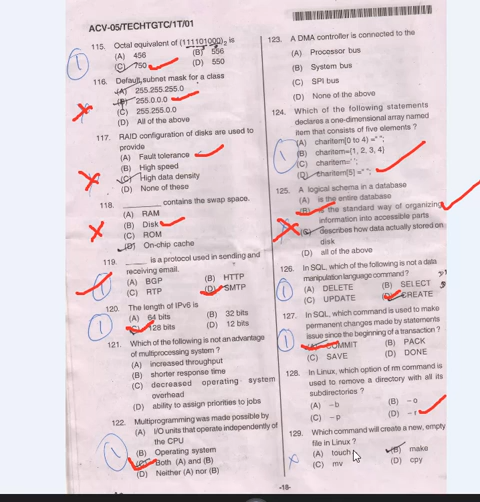 ACV-05/TECHTGTC/1T/01
115. Octal equivalent of (111101000)2 is
(A) 456 (B) 556
(C) 750 (D) 550
116. Default subnet mask for a class
(A) 255.255.255.0
(B) 255.0.0.0
(C) 255.255.0.0
(D) All of the above
117. RAID configuration of disks are used to
provide
(A) Fault tolerance
(B) High speed
(C) High data density
(D) None of these
118. ______ contains the swap space.
(A) RAM
(B) Disk
(C) ROM
(D) On-chip cache
119. ____ is a protocol used in sending and
receiving email.
(A) BGP (B) HTTP
(C) RTP (D) SMTP
120. The length of IPv6 is
(A) 64 bits (B) 32 bits
(C) 128 bits (D) 12 bits
121. Which of the following is not an advantage
of multiprocessing system ?
(A) increased throughput
(B) shorter response time
(C) decreased operating system
overhead
(D) ability to assign priorities to jobs
122. Multiprogramming was made possible by
(A) I/O units that operate independently of
the CPU
(B) Operating system
(C) Both (A) and (B)
(D) Neither (A) nor (B)
123. A DMA controller is connected to the
(A) Processor bus
(B) System bus
(C) SPI bus
(D) None of the above
124. Which of the following statements
declares a one-dimensional array named
item that consists of five elements ?
(A) charitem[0 to 4] =" ";
(B) charitem={1, 2, 3, 4}
(C) charitem=' ';
(D) charitem[5] =" ";
125. A logical schema in a database
(A) is the entire database
(B) is the standard way of organizing
information into accessible parts
(C) describes how data actually stored on
disk
(D) all of the above
126. In SQL, which of the following is not a data
manipulation language command ?
(A) DELETE (B) SELECT
(C) UPDATE (D) CREATE
127. In SQL, which command is used to make
permanent changes made by statements
issue since the beginning of a transaction ?
(A) COMMIT (B) PACK
(C) SAVE (D) DONE
128. In Linux, which option of rm command is
used to remove a directory with all its
subdirectories ?
(A) –b (B) –o
(C) –p (D) –r
129. Which command will create a new, empty
file in Linux ?
(A) touch (B) make
(C) mv (D) cpy
-18-